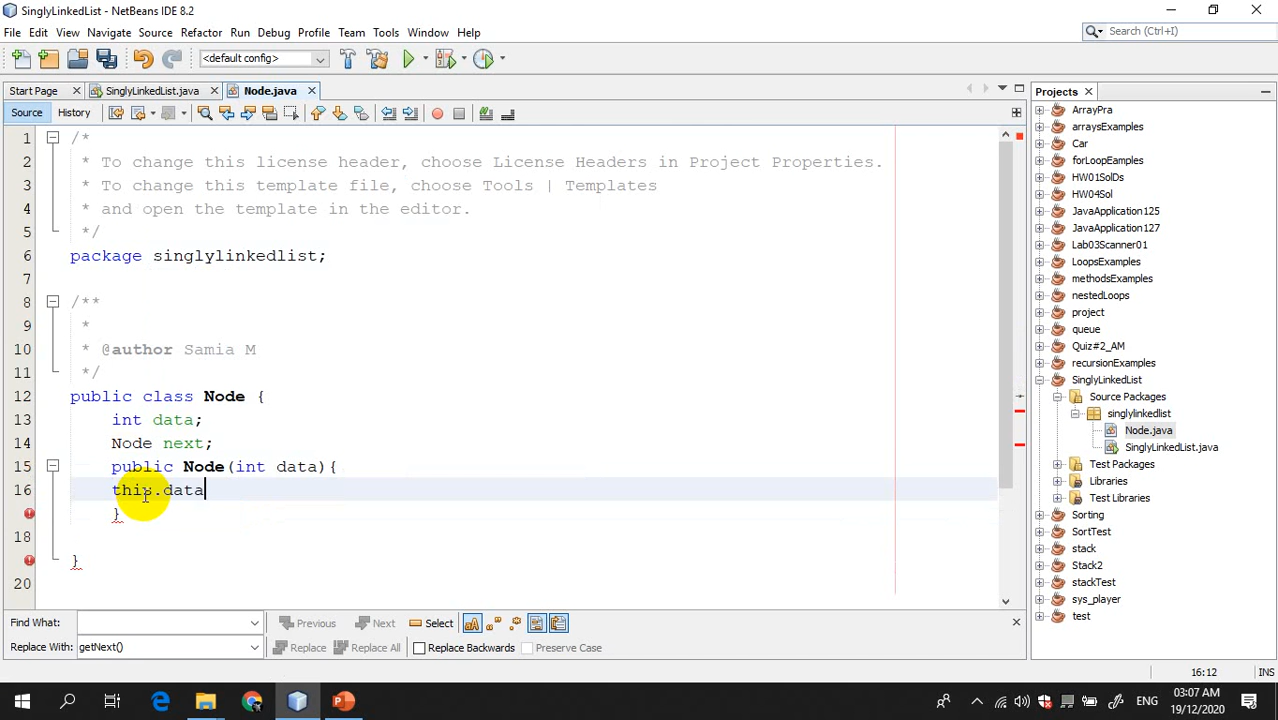 SinglyLinkedList - NetBeans IDE 8.2
File Edit View Navigate Source Refactor Run Debug Profile Team Tools Window Help
Search (Ctrl+I)
<default config>
Start Page SinglyLinkedList.java Node.java
Projects
Source History
1 /*
2 * To change this license header, choose License Headers in Project Properties.
3 * To change this template file, choose Tools | Templates
4 * and open the template in the editor.
5 */
6 package singlylinkedlist;
7
8 /**
9 *
10 * @author Samia M
11 */
12 public class Node {
13 int data;
14 Node next;
15 public Node(int data){
16 this.data
}
18
}
20
ArrayPra
arraysExamples
Car
forLoopEamples
HW01SolDs
HW04Sol
JavaApplication125
JavaApplication127
Lab03Scanner01
LoopsExamples
methodsExamples
nestedLoops
project
queue
Quiz#2_AM
recursionExamples
SinglyLinkedList
Source Packages
singlylinkedlist
Node.java
SinglyLinkedList.java
Test Packages
Libraries
Test Libraries
Sorting
SortTest
stack
Stack2
stackTest
sys_player
test
Find What: Previous Next Select
Replace With: getNext() Replace Replace All Replace Backwards Preserve Case
16:12 INS
ENG 03:07 AM
19/12/2020